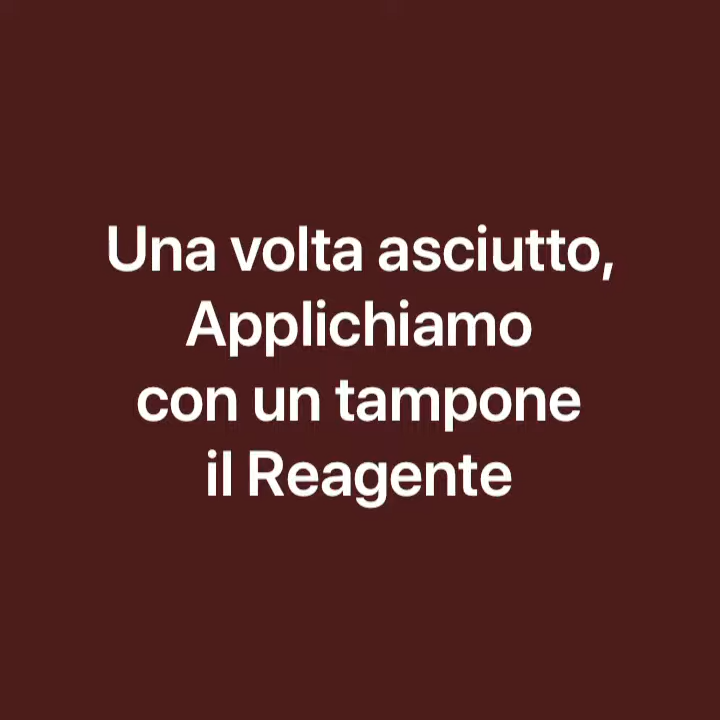 Una volta asciutto,
Applichiamo
con un tampone
il Reagente